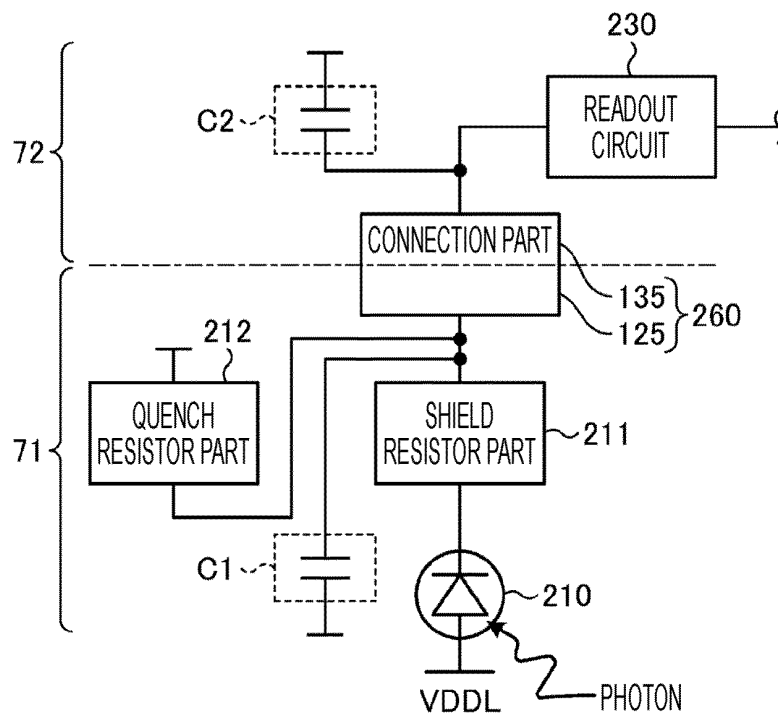 230
READOUT
CIRCUIT
C2
72
CONNECTION PART
135
125
260
212
QUENCH
RESISTOR PART
SHIELD
RESISTOR PART
211
71
C1
210
VDDL
PHOTON